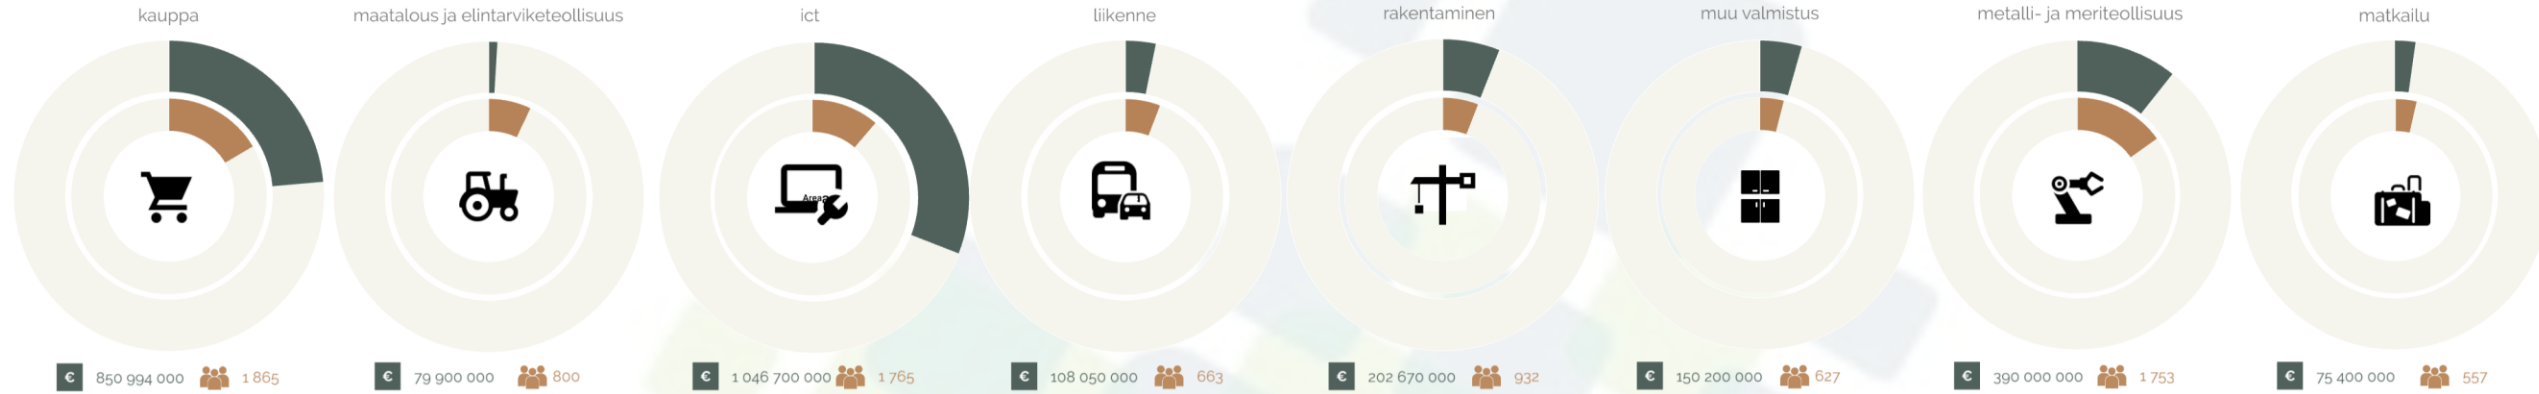 kauppa
maatalous ja elintarviketeollisuus
ict
liikenne
rakentaminen
muu valmistus
metalli- ja meriteollisuus
matkailu
Area
€ 850 994 000 1 865
€ 79 900 000 800
€ 1 046 700 000 1 765
€ 108 050 000 663
€ 202 670 000 932
€ 150 200 000 627
€ 390 000 000 1 753
€ 75 400 000 557